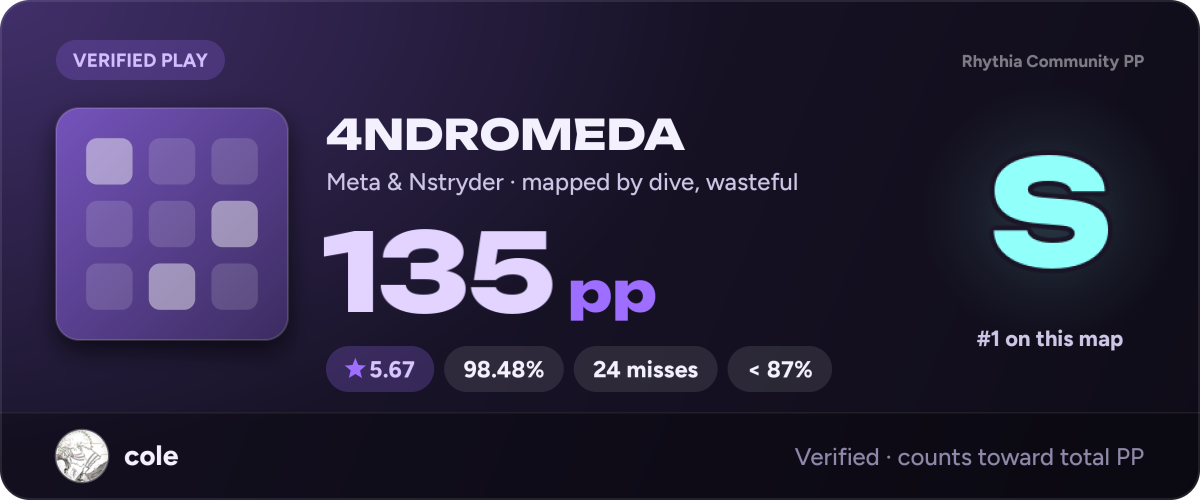 VERIFIED PLAY
Rhythia Community PP
4NDROMEDA
Meta & Nstryder · mapped by dive, wasteful
135 pp
S
★ 5.67
98.48%
24 misses
< 87%
#1 on this map
cole
Verified · counts toward total PP